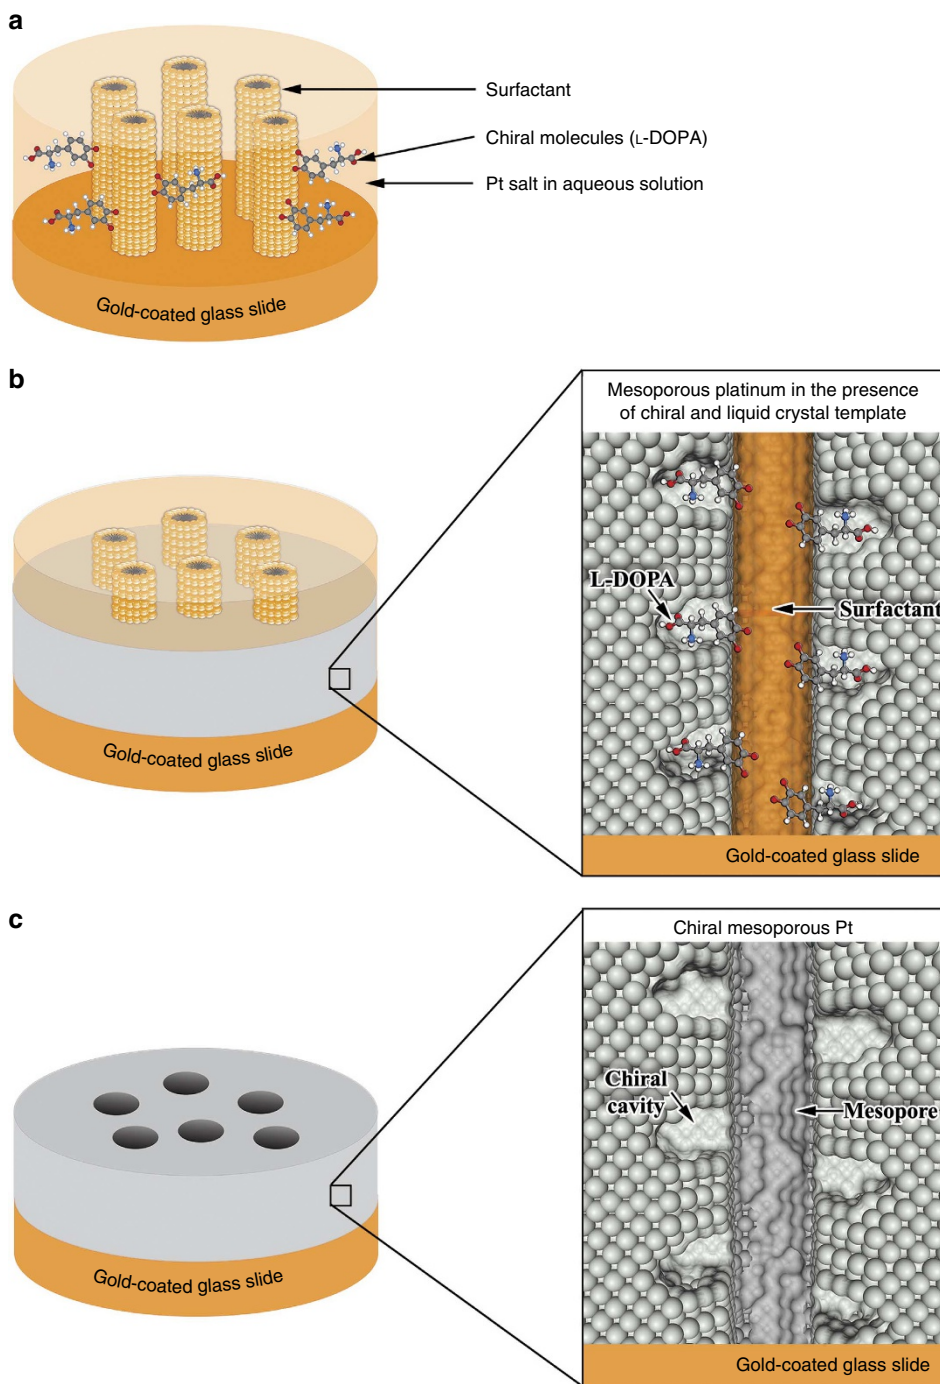 a
Surfactant
Chiral molecules (L-DOPA)
Pt salt in aqueous solution
Gold-coated glass slide
b
Mesoporous platinum in the presence
of chiral and liquid crystal template
L-DOPA
Surfactant
Gold-coated glass slide
Gold-coated glass slide
c
Chiral mesoporous Pt
Chiral
cavity
Mesopore
Gold-coated glass slide
Gold-coated glass slide